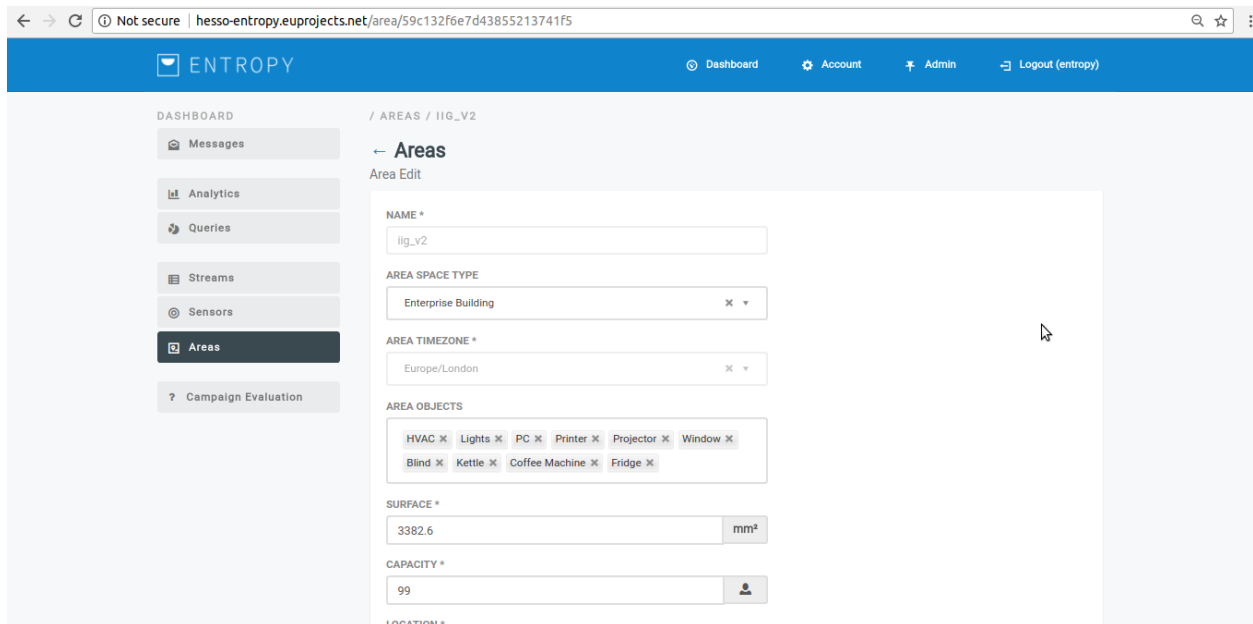 Not secure | hesso-entropy.euprojects.net/area/59c132f6e7d43855213741f5
ENTROPY
Dashboard
Account
Admin
Logout (entropy)
DASHBOARD
Messages
Analytics
Queries
Streams
Sensors
Areas
? Campaign Evaluation
/ AREAS / IIG_V2
← Areas
Area Edit
NAME *
iig_v2
AREA SPACE TYPE
Enterprise Building
AREA TIMEZONE *
Europe/London
AREA OBJECTS
HVAC × Lights × PC × Printer × Projector × Window ×
Blind × Kettle × Coffee Machine × Fridge ×
SURFACE *
3382.6 mm²
CAPACITY *
99
LOCATION *